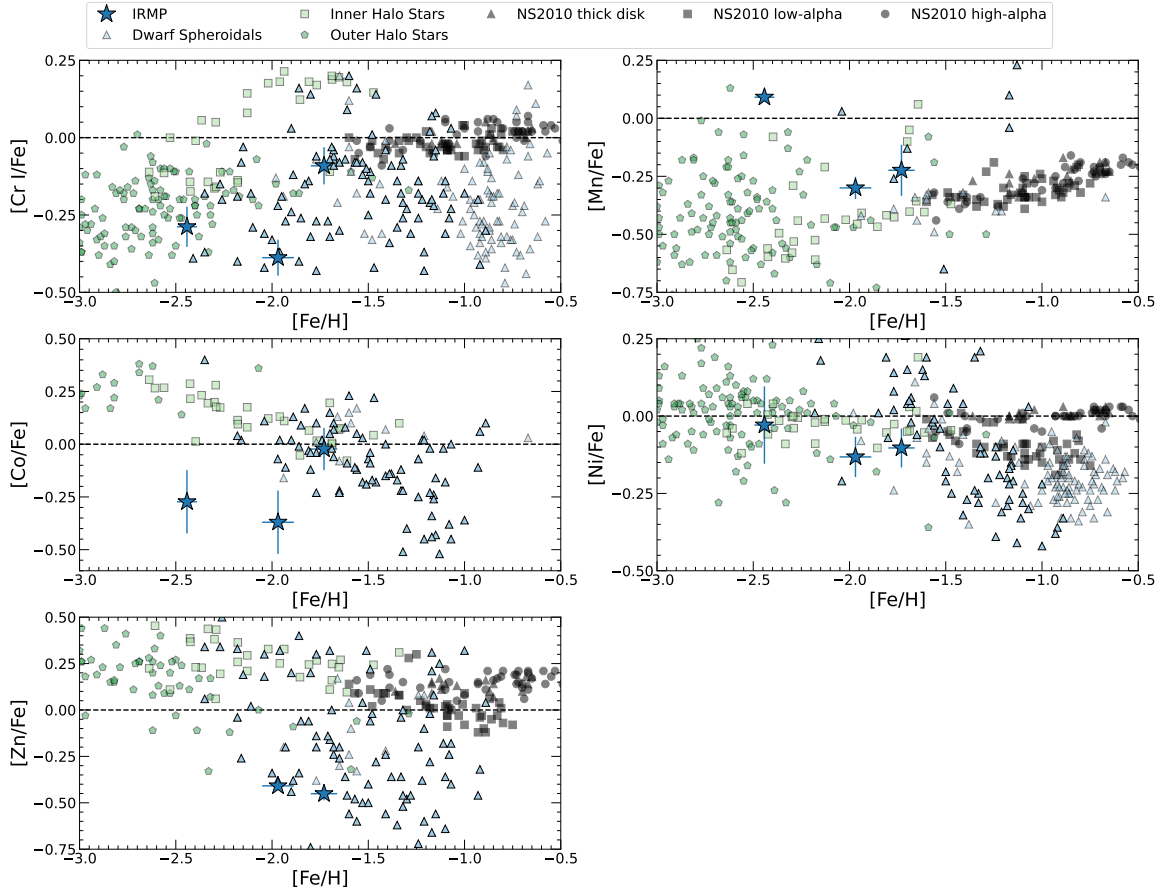 IRMP Inner Halo Stars NS2010 thick disk NS2010 low-alpha NS2010 high-alpha
Dwarf Spheroidals Outer Halo Stars
0.25
0.00
−0.25
−0.50
[Cr I/Fe]
−3.0 −2.5 −2.0 −1.5 −1.0 −0.5
[Fe/H]
0.25
0.00
−0.25
−0.50
−0.75
[Mn/Fe]
−3.0 −2.5 −2.0 −1.5 −1.0 −0.5
[Fe/H]
0.50
0.25
0.00
−0.25
−0.50
[Co/Fe]
−3.0 −2.5 −2.0 −1.5 −1.0 −0.5
[Fe/H]
0.25
0.00
−0.25
−0.50
[Ni/Fe]
−3.0 −2.5 −2.0 −1.5 −1.0 −0.5
[Fe/H]
0.50
0.25
0.00
−0.25
−0.50
−0.75
[Zn/Fe]
−3.0 −2.5 −2.0 −1.5 −1.0 −0.5
[Fe/H]